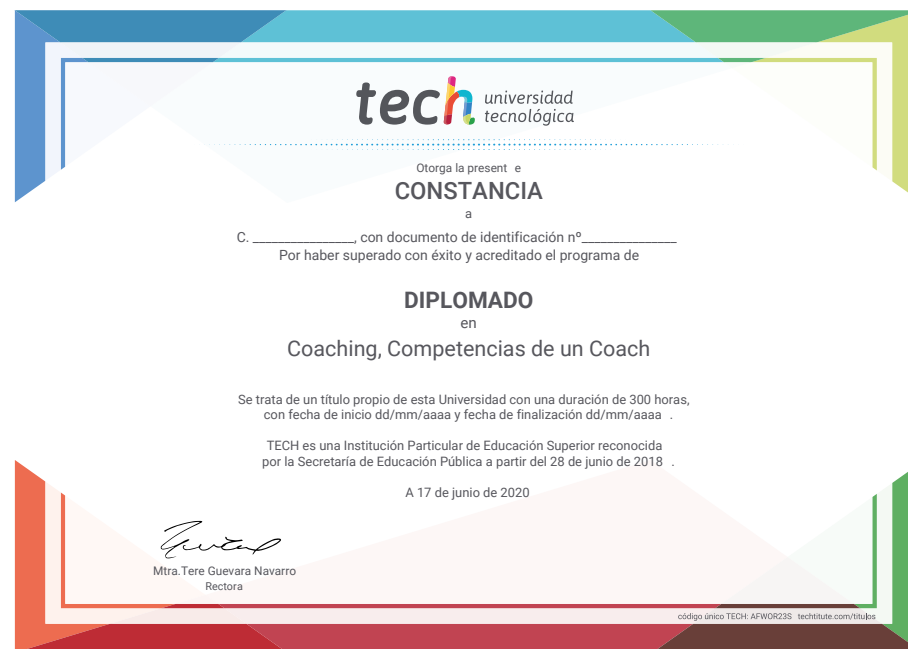 tech universidad
tecnológica
Otorga la present e
CONSTANCIA
a
C. ________________, con documento de identificación nº_______________
Por haber superado con éxito y acreditado el programa de
DIPLOMADO
en
Coaching, Competencias de un Coach
Se trata de un título propio de esta Universidad con una duración de 300 horas,
con fecha de inicio dd/mm/aaaa y fecha de finalización dd/mm/aaaa .
TECH es una Institución Particular de Educación Superior reconocida
por la Secretaría de Educación Pública a partir del 28 de junio de 2018 .
A 17 de junio de 2020
Mtra.Tere Guevara Navarro
Rectora
código único TECH: AFWOR23S techtitute.com/titulos